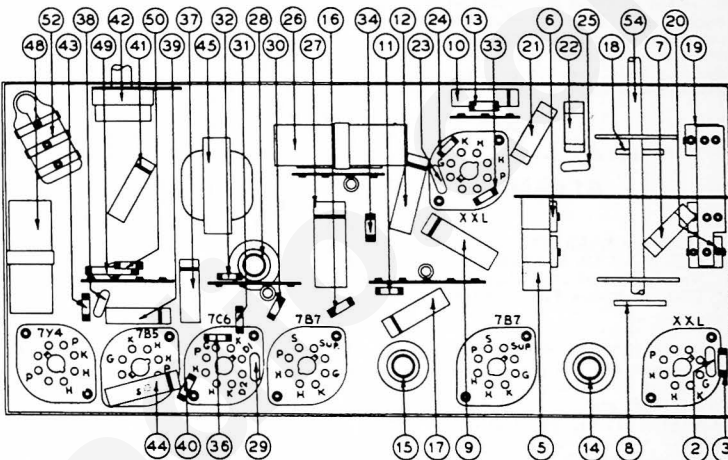 38 42 50 37 32 28 26 16 34 12 24 13 6 25 54 20
52 48 43 49 41 39 45 31 30 27 11 23 10 33 21 22 18 7 19
K H
G H
P
XXL
7Y4 7B5 7C6 7B7 7B7 XXL
P K P H H
K H G H P H S
G K D1 H K D2
S SUP. P G H K H
S SUP P G H K H
P K H G H
44 40 36 29 15 17 9 5 14 8 2 3